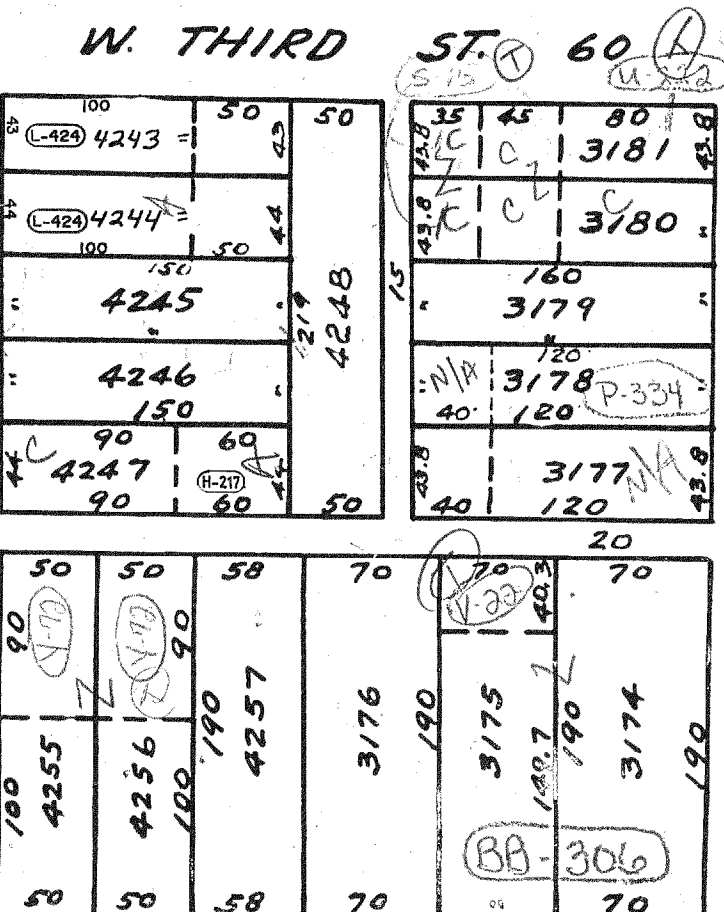 W. THIRD ST. 60
T
S-15
100 50 50 35 45 80
43 L-424 4243 = 43 43.8 C C 3181 43.8
44 L-424 4244 " 44 43.8 C C C 3180 "
100 50
150 160
" 4245 " 219 4248 15 " 3179 "
" 120
" 4246 " " N/A 3178 P-334 "
150 40 120
90 60
44 C 4247 H-217 44 43.8 3177 N/A 43.8
90 60 50 40 120
20
50 50 58 70 70 40.3 70
V-22
90 90
190 4257 3176 190 3175 149.7 190 3174 190
100 4255 4256 100
BB-306
50 50 58 70 70